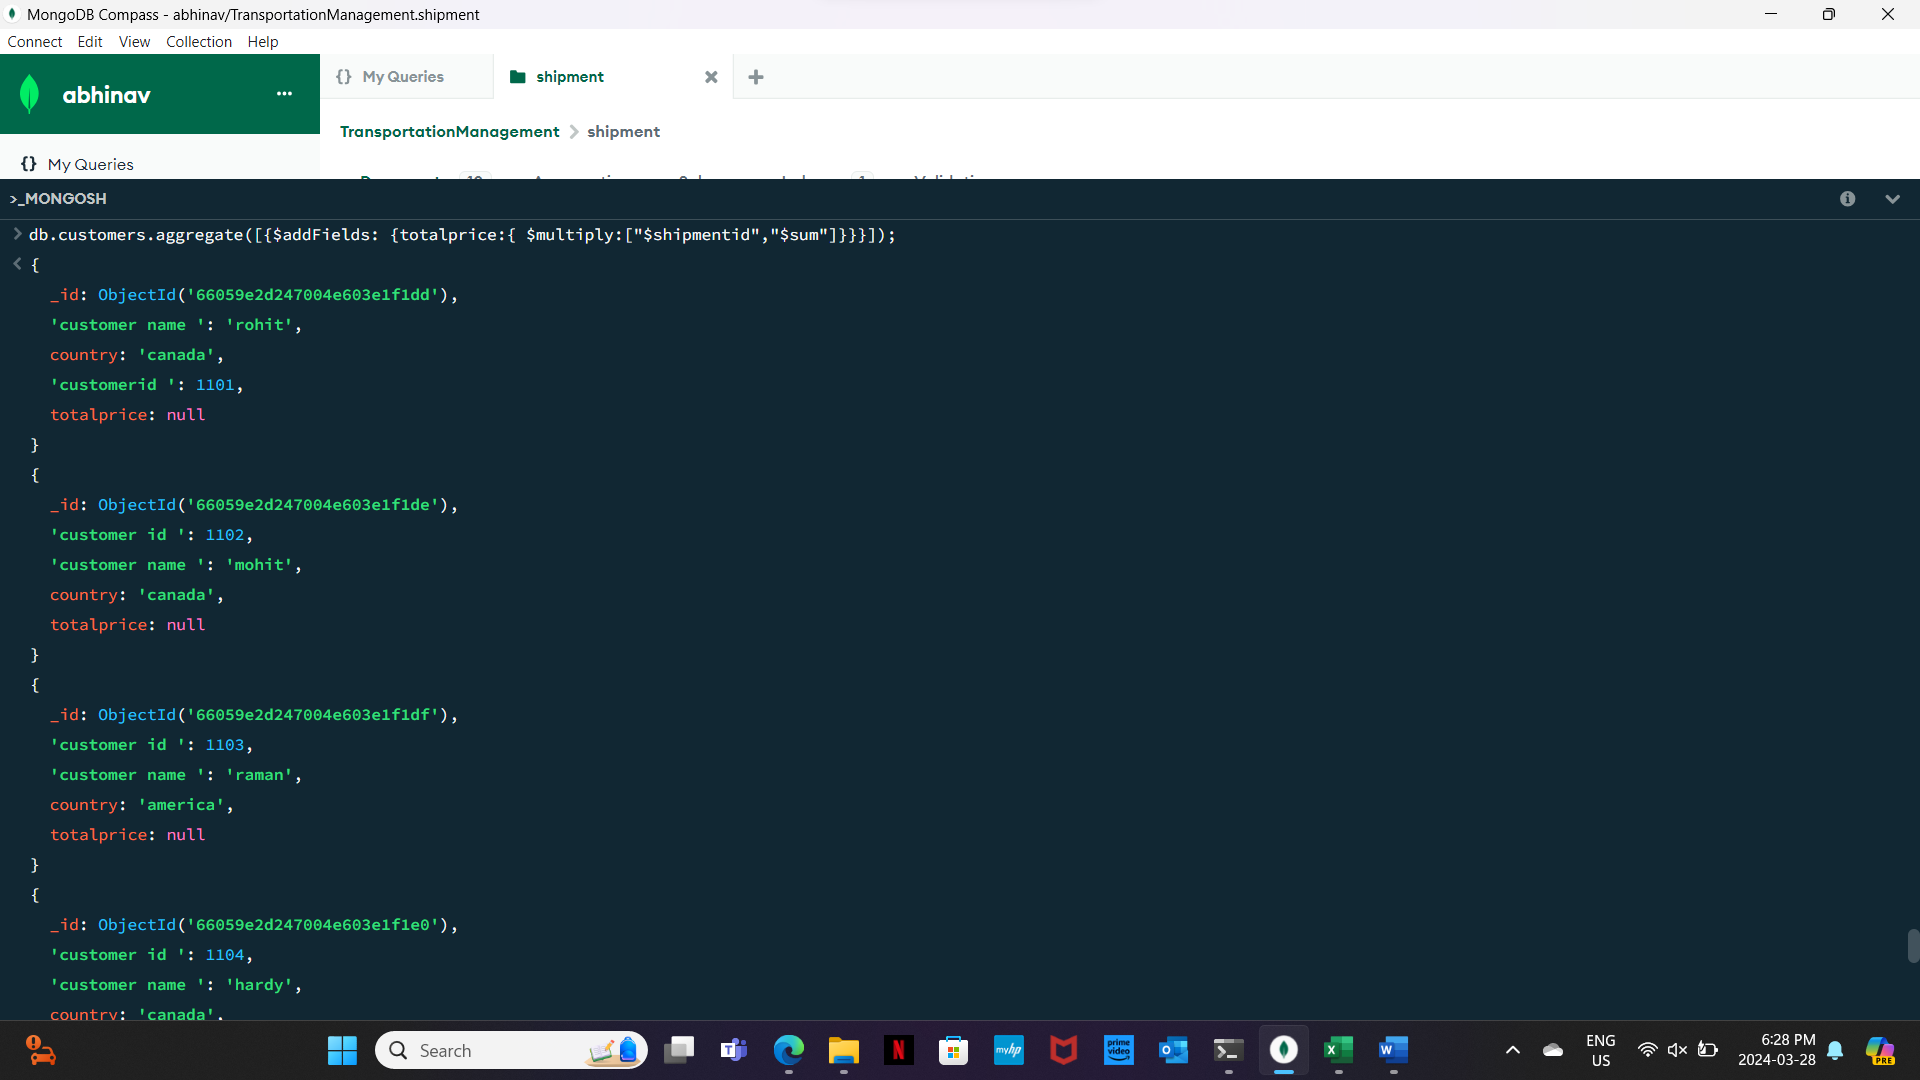 MongoDB Compass - abhinav/TransportationManagement.shipment
Connect Edit View Collection Help
abhinav ...
{} My Queries
shipment
TransportationManagement > shipment
{} My Queries
>_MONGOSH
> db.customers.aggregate([{$addFields: {totalprice:{ $multiply:["$shipmentid","$sum"]}}}]);
< {
_id: ObjectId('66059e2d247004e603e1f1dd'),
'customer name ': 'rohit',
country: 'canada',
'customerid ': 1101,
totalprice: null
}
{
_id: ObjectId('66059e2d247004e603e1f1de'),
'customer id ': 1102,
'customer name ': 'mohit',
country: 'canada',
totalprice: null
}
{
_id: ObjectId('66059e2d247004e603e1f1df'),
'customer id ': 1103,
'customer name ': 'raman',
country: 'america',
totalprice: null
}
{
_id: ObjectId('66059e2d247004e603e1f1e0'),
'customer id ': 1104,
'customer name ': 'hardy',
country: 'canada',
Search
T
N
myhp
prime video
X
W
ENG
US
6:28 PM
2024-03-28
PRE